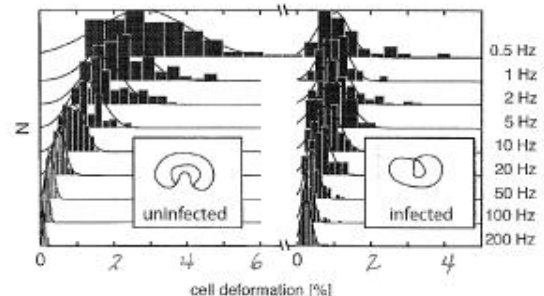 0.5 Hz
1 Hz
2 Hz
5 Hz
10 Hz
20 Hz
50 Hz
100 Hz
200 Hz
N
uninfected
infected
0 2 4 6 0 2 4
cell deformation [%]